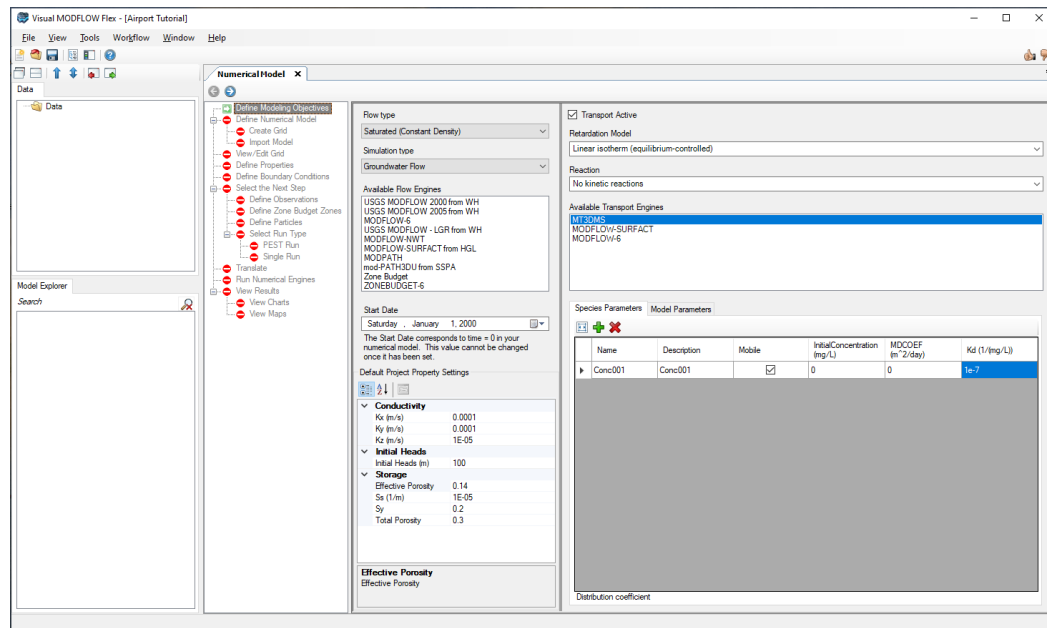 Visual MODFLOW Flex - [Airport Tutorial]
File View Tools Workflow Window Help
Data
Data
Model Explorer
Search
Numerical Model X
Define Modeling Objectives
Define Numerical Model
Create Grid
Import Model
View/Edit Grid
Define Properties
Define Boundary Conditions
Select the Next Step
Define Observations
Define Zone Budget Zones
Define Particles
Select Run Type
PEST Run
Single Run
Translate
Run Numerical Engines
View Results
View Charts
View Maps
Flow type
Saturated (Constant Density)
Simulation type
Groundwater Flow
Available Flow Engines
USGS MODFLOW 2000 from WH
USGS MODFLOW 2005 from WH
MODFLOW-6
USGS MODFLOW - LGR from WH
MODFLOW-NWT
MODFLOW-SURFACT from HGL
MODPATH
mod-PATH3DU from SSPA
Zone Budget
ZONEBUDGET-6
Start Date
Saturday , January 1, 2000
The Start Date corresponds to time = 0 in your
numerical model. This value cannot be changed
once it has been set.
Default Project Property Settings
Conductivity
Kx (m/s) 0.0001
Ky (m/s) 0.0001
Kz (m/s) 1E-05
Initial Heads
Initial Heads (m) 100
Storage
Effective Porosity 0.14
Ss (1/m) 1E-05
Sy 0.2
Total Porosity 0.3
Effective Porosity
Effective Porosity
Transport Active
Retardation Model
Linear isotherm (equilibrium-controlled)
Reaction
No kinetic reactions
Available Transport Engines
MT3DMS
MODFLOW-SURFACT
MODFLOW-6
Species Parameters Model Parameters
Name Description Mobile InitialConcentration (mg/L) MDCOEF (m^2/day) Kd (1/(mg/L))
Conc001 Conc001 0 0 1e-7
Distribution coefficient